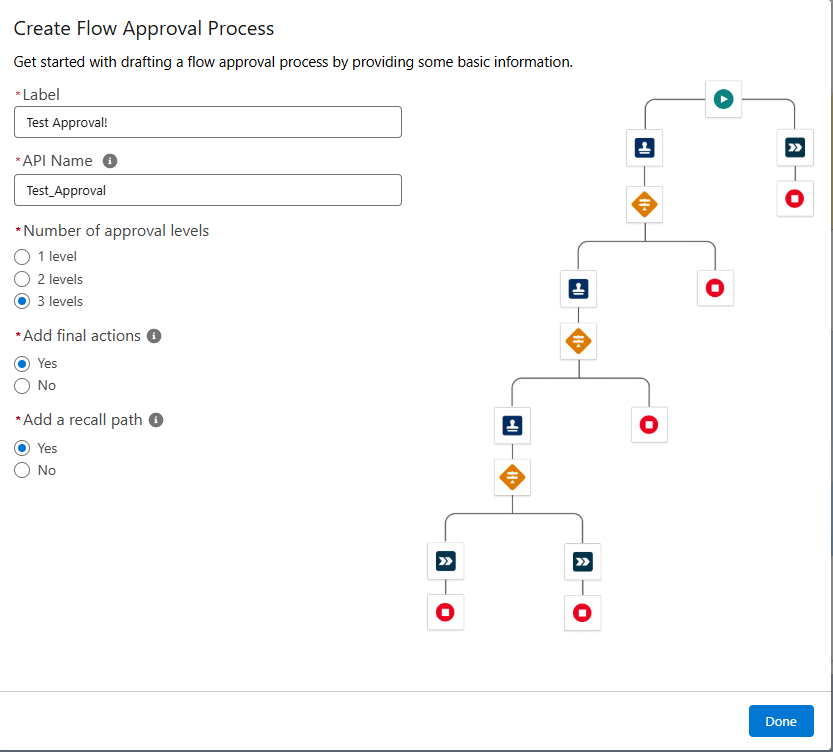 Create Flow Approval Process
Get started with drafting a flow approval process by providing some basic information.
*Label
Test Approval!
*API Name
Test_Approval
*Number of approval levels
1 level
2 levels
3 levels
*Add final actions
Yes
No
*Add a recall path
Yes
No
Done